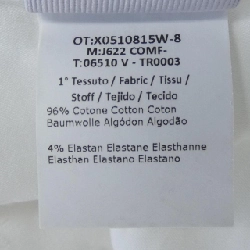 OT:X0510815W-8
M:J622 COMF-
T:06510 V - TR0003
1° Tessuto / Fabric / Tissu /
Stoff / Tejido / Tecido
96% Cotone Cotton Coton
Baumwolle Algódon Algodão
4% Elastan Elastane Elasthanne
Elasthan Elastano Elastano